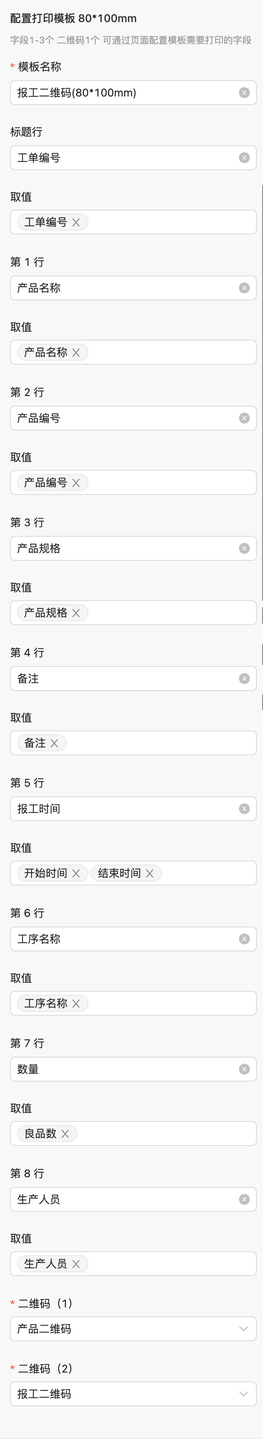 配置打印模板 80*100mm
字段1-3个 二维码1个 可通过页面配置模板需要打印的字段
* 模板名称
报工二维码(80*100mm)
标题行
工单编号
取值
工单编号
第 1 行
产品名称
取值
产品名称
第 2 行
产品编号
取值
产品编号
第 3 行
产品规格
取值
产品规格
第 4 行
备注
取值
备注
第 5 行
报工时间
取值
开始时间 结束时间
第 6 行
工序名称
取值
工序名称
第 7 行
数量
取值
良品数
第 8 行
生产人员
取值
生产人员
* 二维码（1）
产品二维码
* 二维码（2）
报工二维码